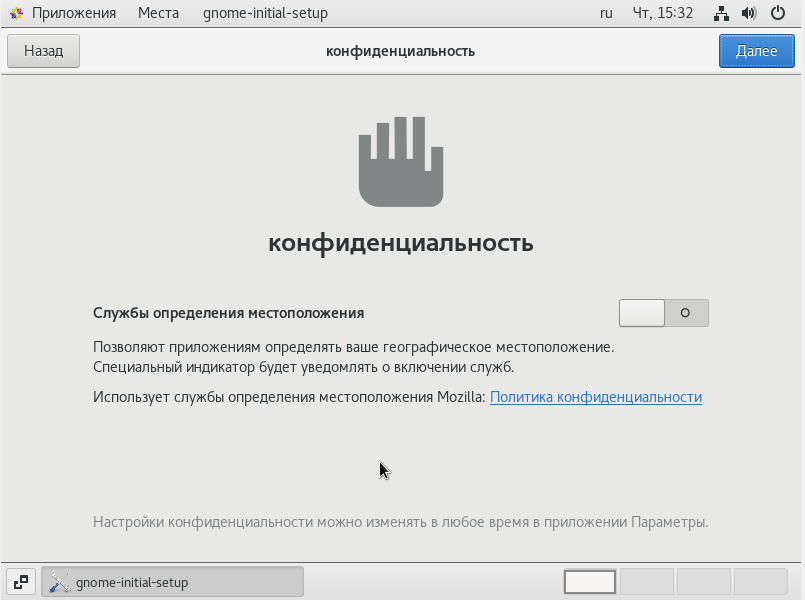 Приложения Места gnome-initial-setup ru Чт, 15:32
Назад конфиденциальность Далее
конфиденциальность
Службы определения местоположения
Позволяют приложениям определять ваше географическое местоположение.
Специальный индикатор будет уведомлять о включении служб.
Использует службы определения местоположения Mozilla: Политика конфиденциальности
Настройки конфиденциальности можно изменять в любое время в приложении Параметры.
gnome-initial-setup